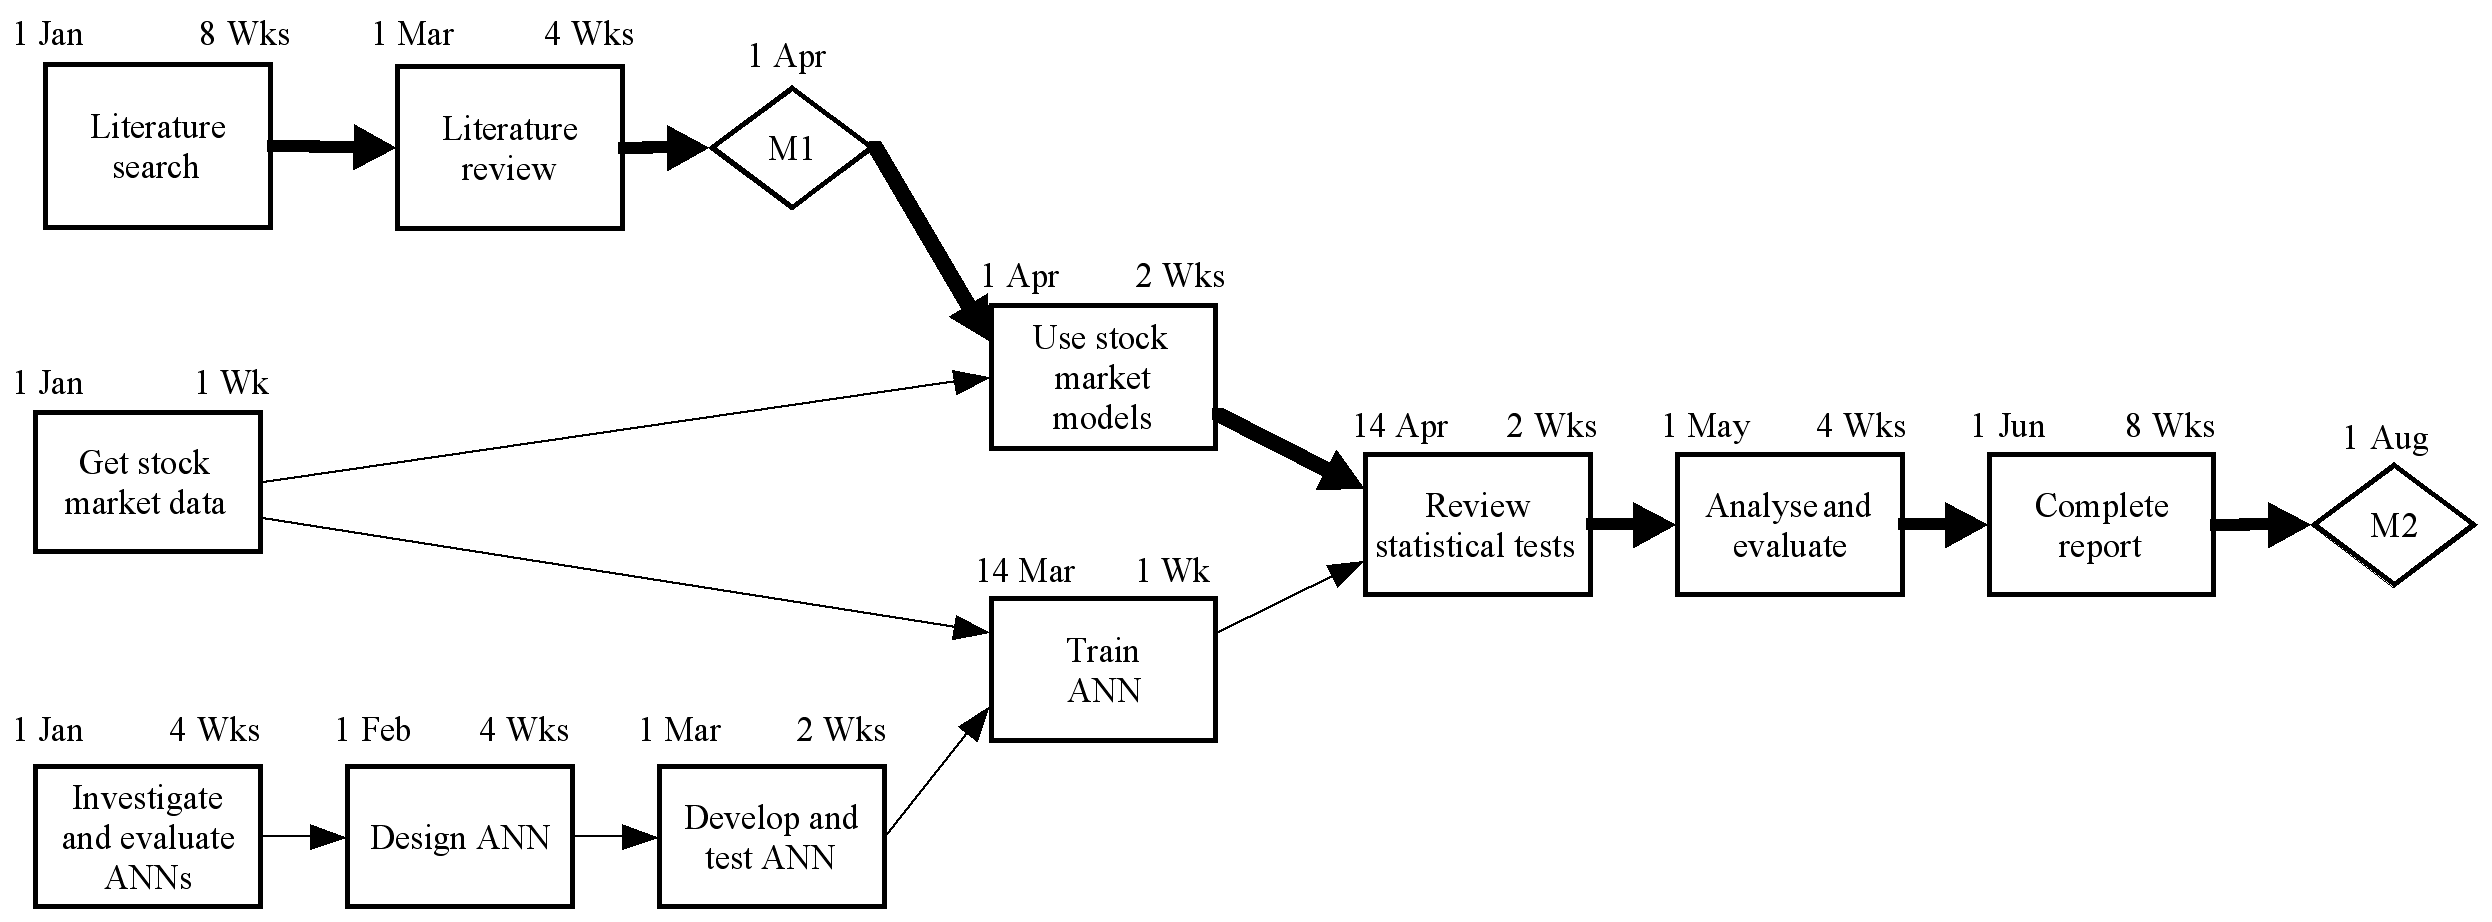 1 Jan 8 Wks
Literature
search
1 Mar 4 Wks
Literature
review
1 Apr
M1
1 Jan 1 Wk
Get stock
market data
1 Apr 2 Wks
Use stock
market
models
1 Jan 4 Wks
Investigate
and evaluate
ANNs
1 Feb 4 Wks
Design ANN
1 Mar 2 Wks
Develop and
test ANN
14 Mar 1 Wk
Train
ANN
14 Apr 2 Wks
Review
statistical tests
1 May 4 Wks
Analyse and
evaluate
1 Jun 8 Wks
Complete
report
1 Aug
M2